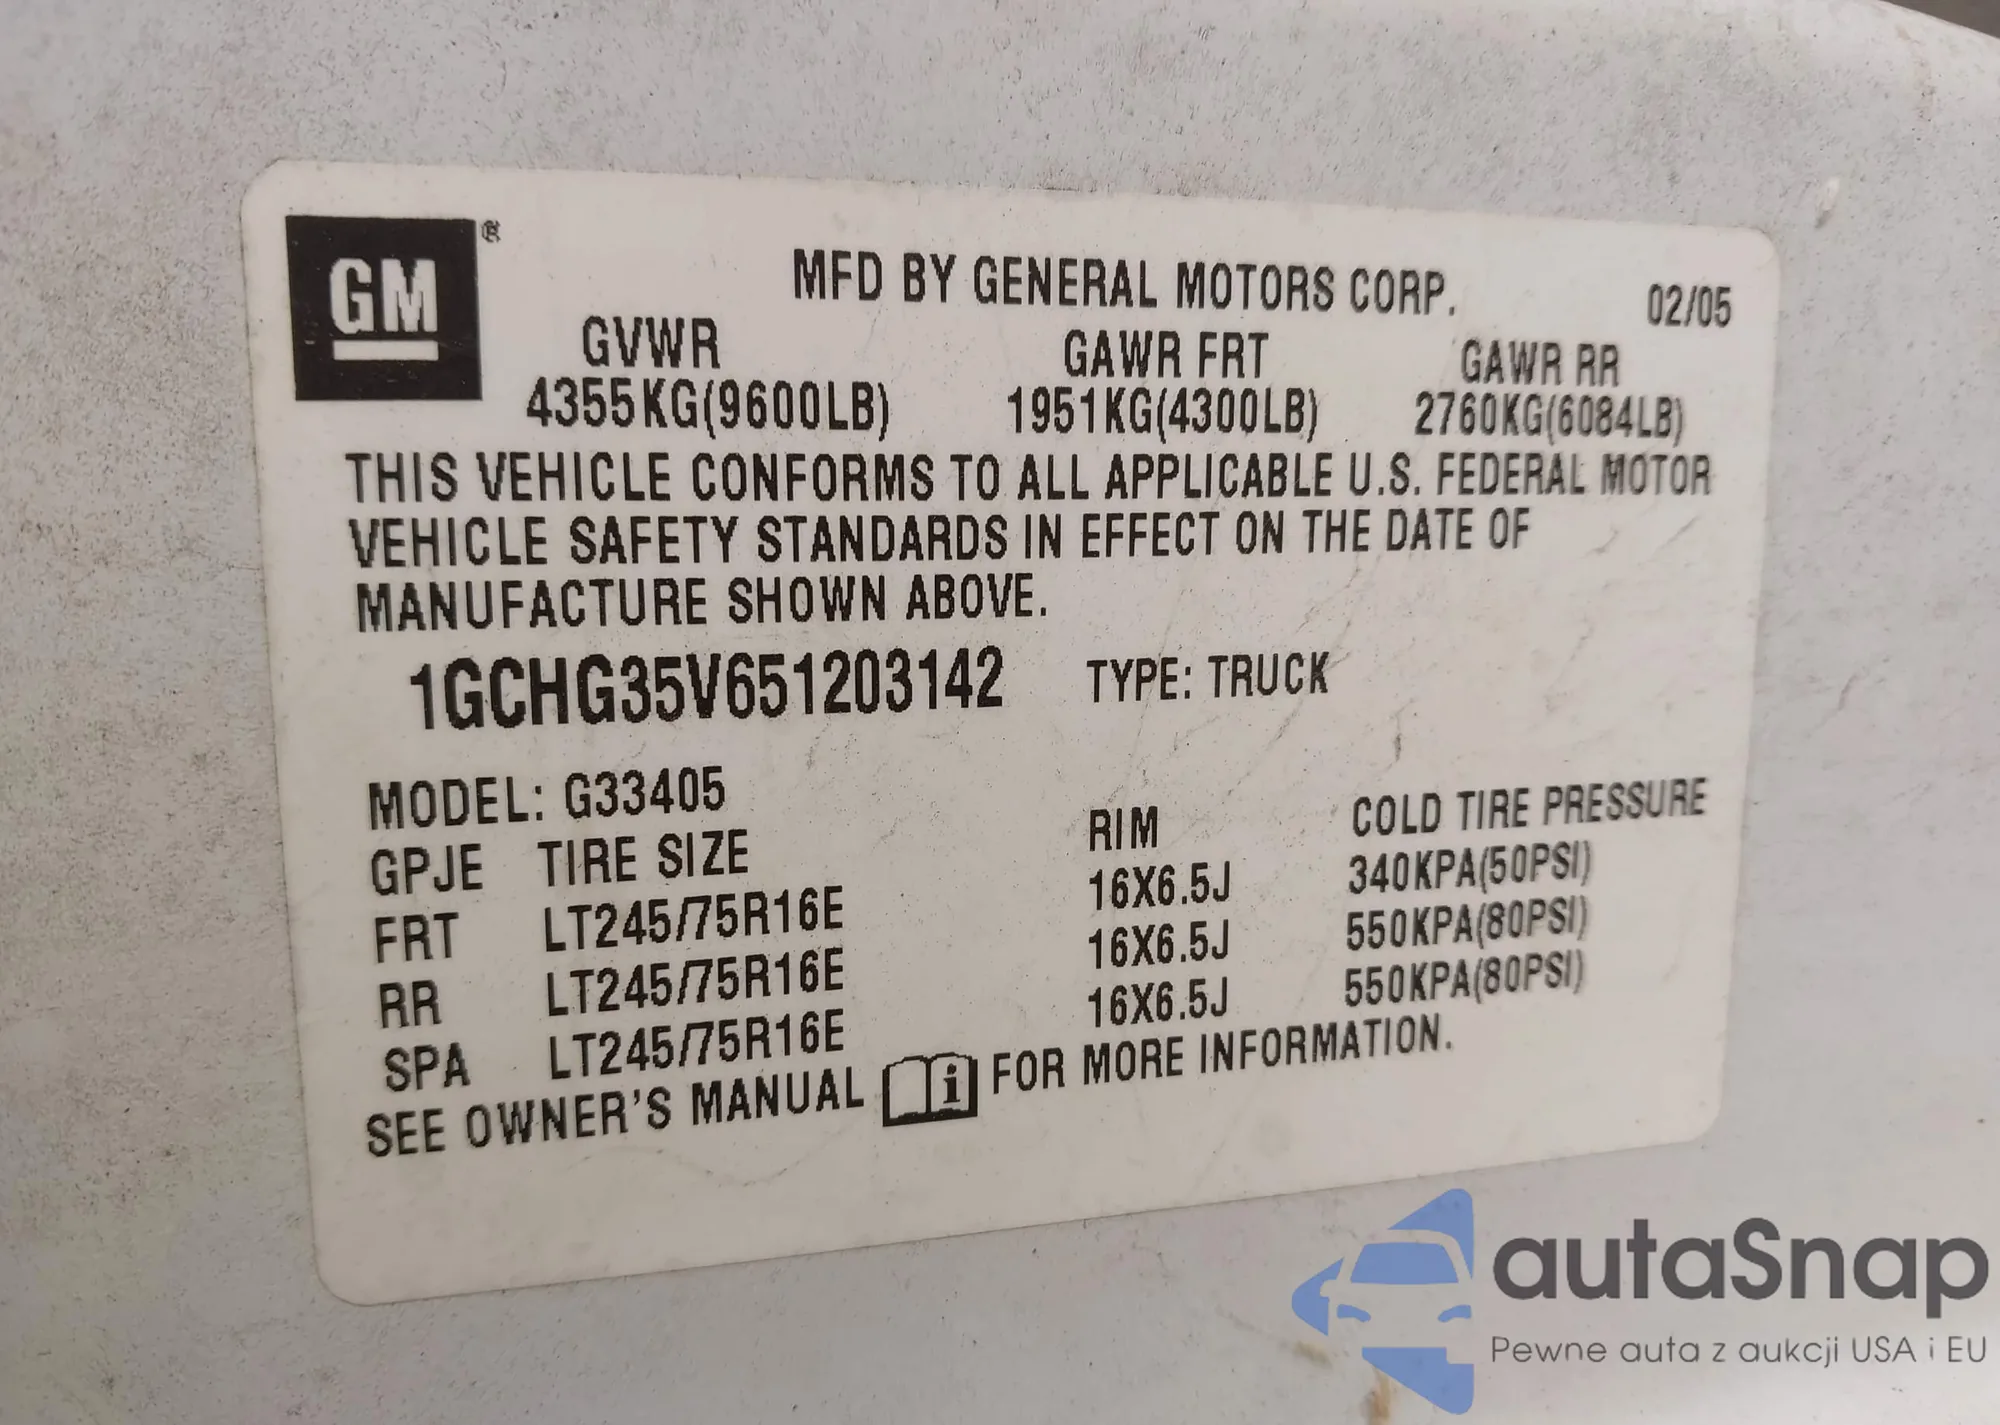 GM ®
MFD BY GENERAL MOTORS CORP. 02/05
GVWR GAWR FRT GAWR RR
4355KG(9600LB) 1951KG(4300LB) 2760KG(6084LB)
THIS VEHICLE CONFORMS TO ALL APPLICABLE U.S. FEDERAL MOTOR
VEHICLE SAFETY STANDARDS IN EFFECT ON THE DATE OF
MANUFACTURE SHOWN ABOVE.
1GCHG35V651203142 TYPE: TRUCK
MODEL: G33405
GPJE TIRE SIZE RIM COLD TIRE PRESSURE
FRT LT245/75R16E 16X6.5J 340KPA(50PSI)
RR LT245/75R16E 16X6.5J 550KPA(80PSI)
SPA LT245/75R16E 16X6.5J 550KPA(80PSI)
SEE OWNER'S MANUAL i FOR MORE INFORMATION.
autaSnap
Pewne auta z aukcji USA i EU